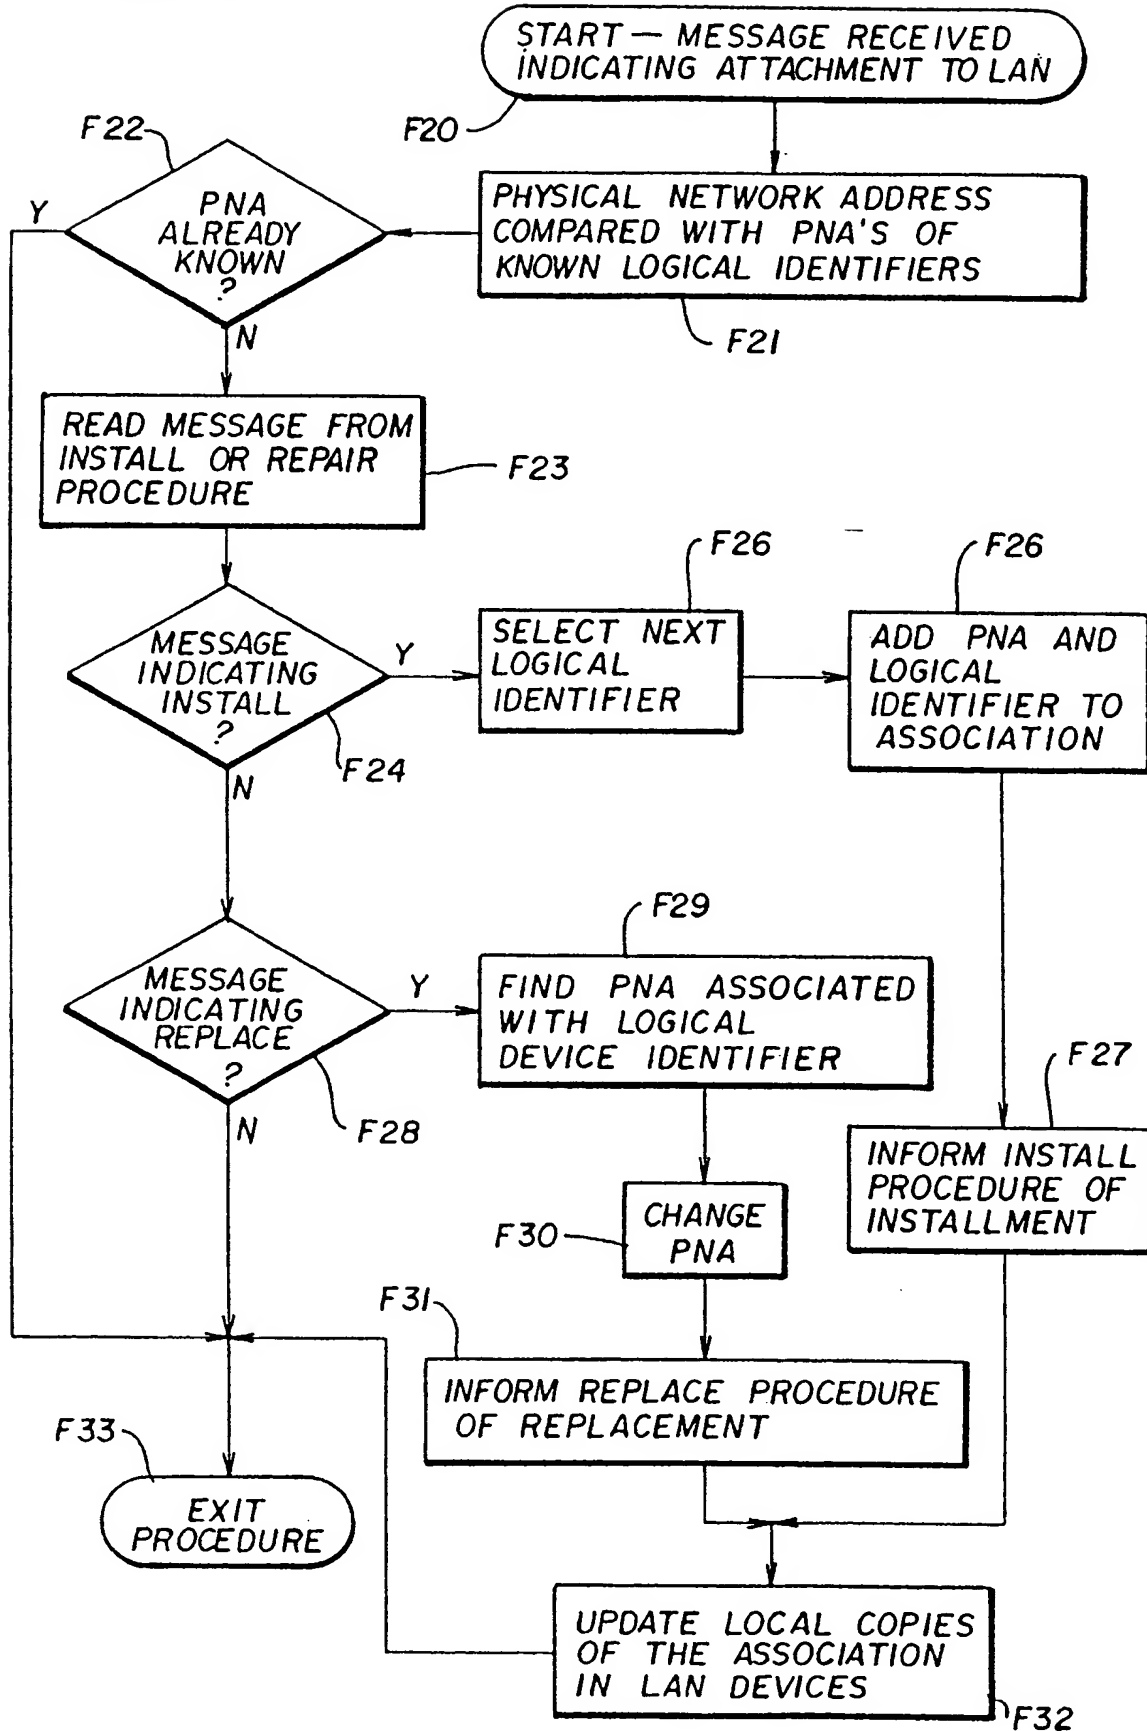 START — MESSAGE RECEIVED
INDICATING ATTACHMENT TO LAN
F20
PHYSICAL NETWORK ADDRESS
COMPARED WITH PNA'S OF
KNOWN LOGICAL IDENTIFIERS
F21
F22
PNA
ALREADY
KNOWN
?
Y
N
READ MESSAGE FROM
INSTALL OR REPAIR
PROCEDURE
F23
MESSAGE
INDICATING
INSTALL
?
Y
F24
N
F26
SELECT NEXT
LOGICAL
IDENTIFIER
F26
ADD PNA AND
LOGICAL
IDENTIFIER TO
ASSOCIATION
MESSAGE
INDICATING
REPLACE
?
Y
F28
N
F29
FIND PNA ASSOCIATED
WITH LOGICAL
DEVICE IDENTIFIER
F27
INFORM INSTALL
PROCEDURE OF
INSTALLMENT
F30
CHANGE
PNA
F31
INFORM REPLACE PROCEDURE
OF REPLACEMENT
F33
EXIT
PROCEDURE
UPDATE LOCAL COPIES
OF THE ASSOCIATION
IN LAN DEVICES
F32